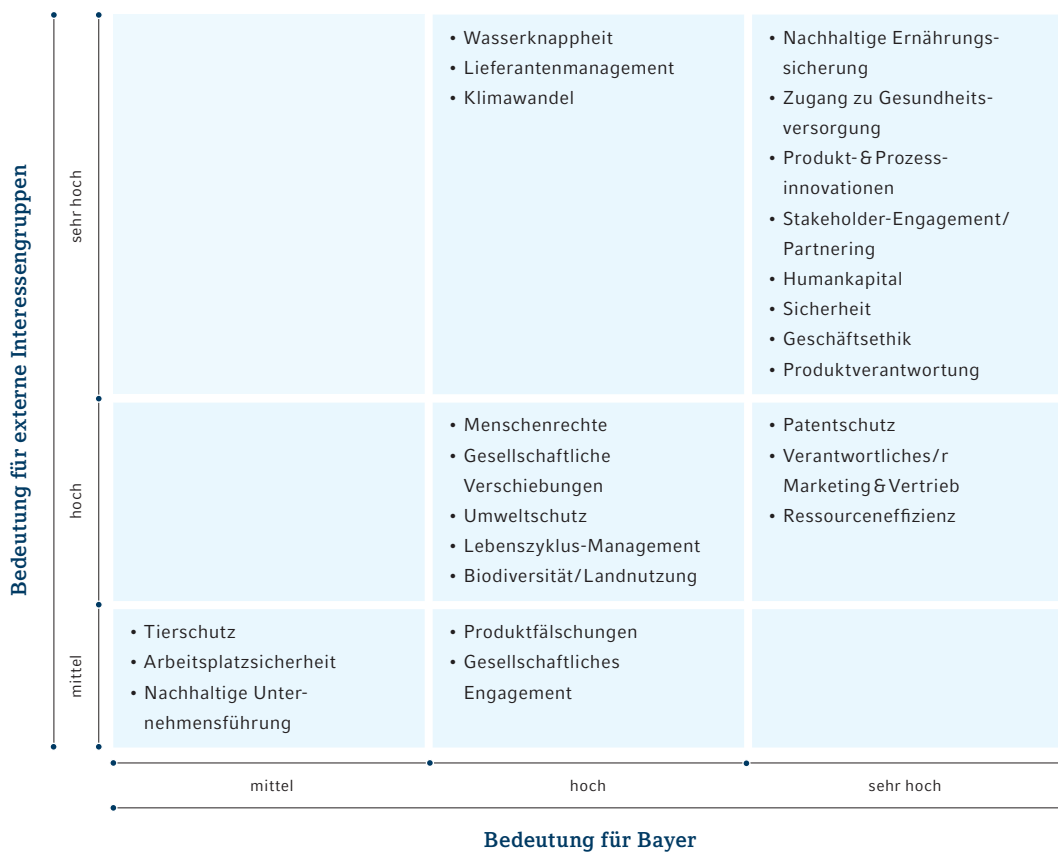 Bedeutung für externe Interessengruppen
sehr hoch
• Wasserknappheit
• Lieferantenmanagement
• Klimawandel
• Nachhaltige Ernährungs-
sicherung
• Zugang zu Gesundheits-
versorgung
• Produkt- & Prozess-
innovationen
• Stakeholder-Engagement/
Partnering
• Humankapital
• Sicherheit
• Geschäftsethik
• Produktverantwortung
hoch
• Menschenrechte
• Gesellschaftliche
Verschiebungen
• Umweltschutz
• Lebenszyklus-Management
• Biodiversität/Landnutzung
• Patentschutz
• Verantwortliches/r
Marketing & Vertrieb
• Ressourceneffizienz
mittel
• Tierschutz
• Arbeitsplatzsicherheit
• Nachhaltige Unter-
nehmensführung
• Produktfälschungen
• Gesellschaftliches
Engagement
mittel
hoch
sehr hoch
Bedeutung für Bayer